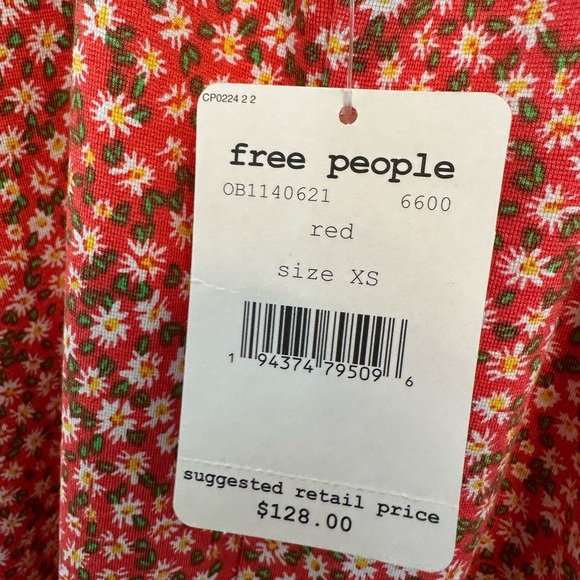 CP0224 2 2
free people
OB1140621 6600
red
size XS
1 94374 79509 6
suggested retail price
$128.00